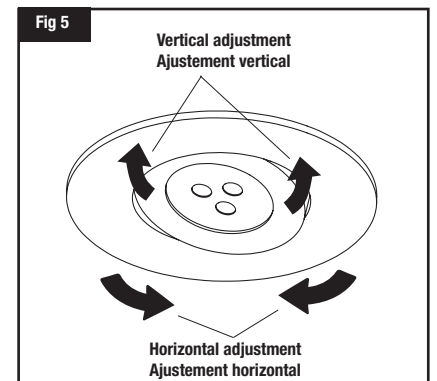 Fig 5
Vertical adjustment
Ajustement vertical
Horizontal adjustment
Ajustement horizontal